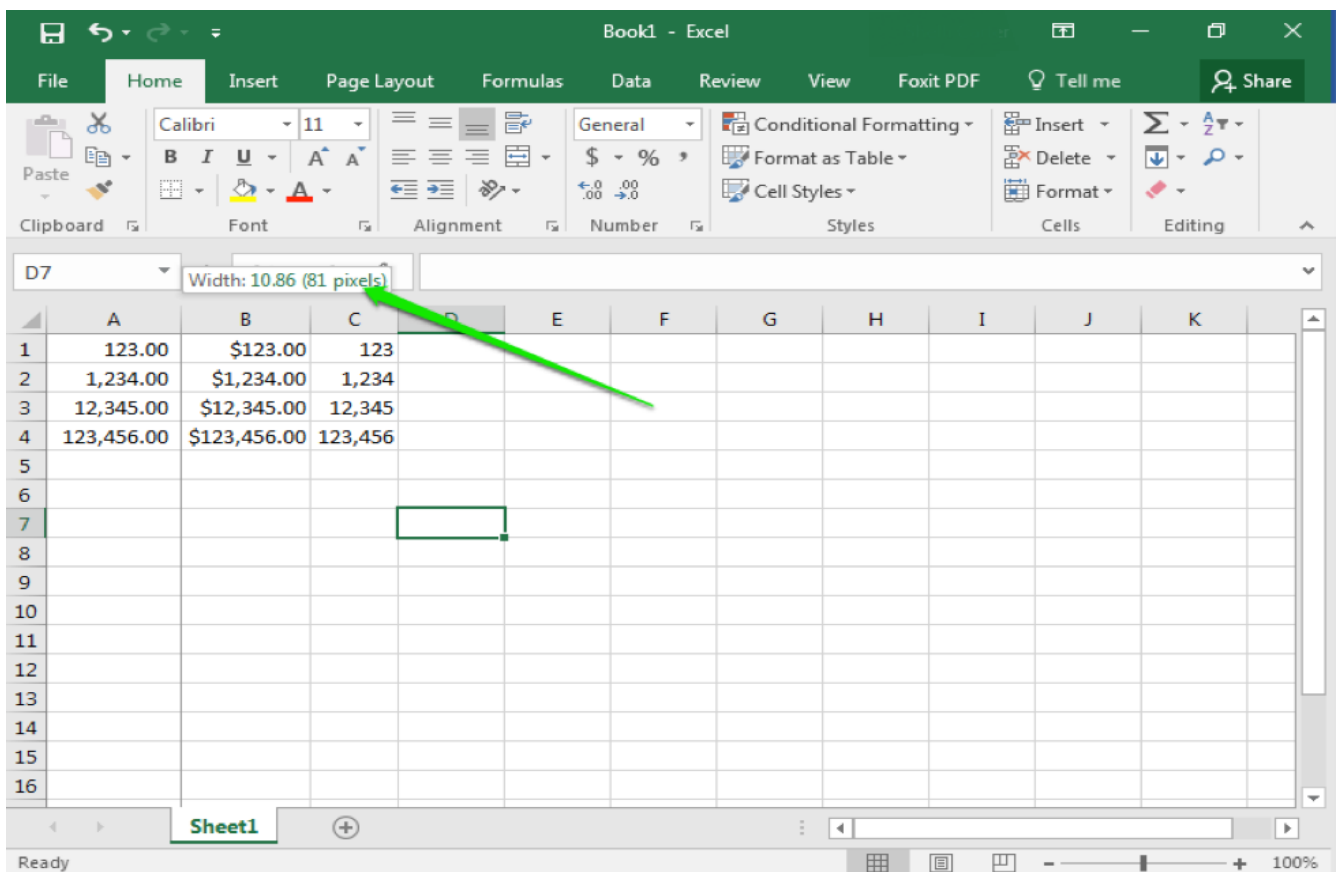 Book1 - Excel
File Home Insert Page Layout Formulas Data Review View Foxit PDF Tell me Share
Calibri 11 General Conditional Formatting Insert
Paste B I U A A $ % , Format as Table Delete
A .00 .0 Cell Styles Format
Clipboard Font Alignment Number Styles Cells Editing
D7 Width: 10.86 (81 pixels)
A B C D E F G H I J K
1 123.00 $123.00 123
2 1,234.00 $1,234.00 1,234
3 12,345.00 $12,345.00 12,345
4 123,456.00 $123,456.00 123,456
5
6
7
8
9
10
11
12
13
14
15
16
Sheet1
Ready 100%